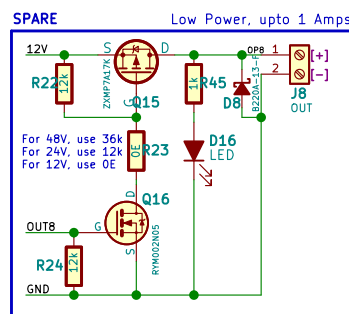 SPARE
Low Power, upto 1 Amps
12V
S
D
OP8
1
[+]
2
[-]
R22
12k
ZXMP7A17K
G
Q15
R45
1k
D8
B220A-13-F
J8
OUT
For 48V, use 36k
For 24V, use 12k
For 12V, use 0E
0E
R23
D16
LED
D
Q16
OUT8
G
S
RYM002N05
R24
12k
GND